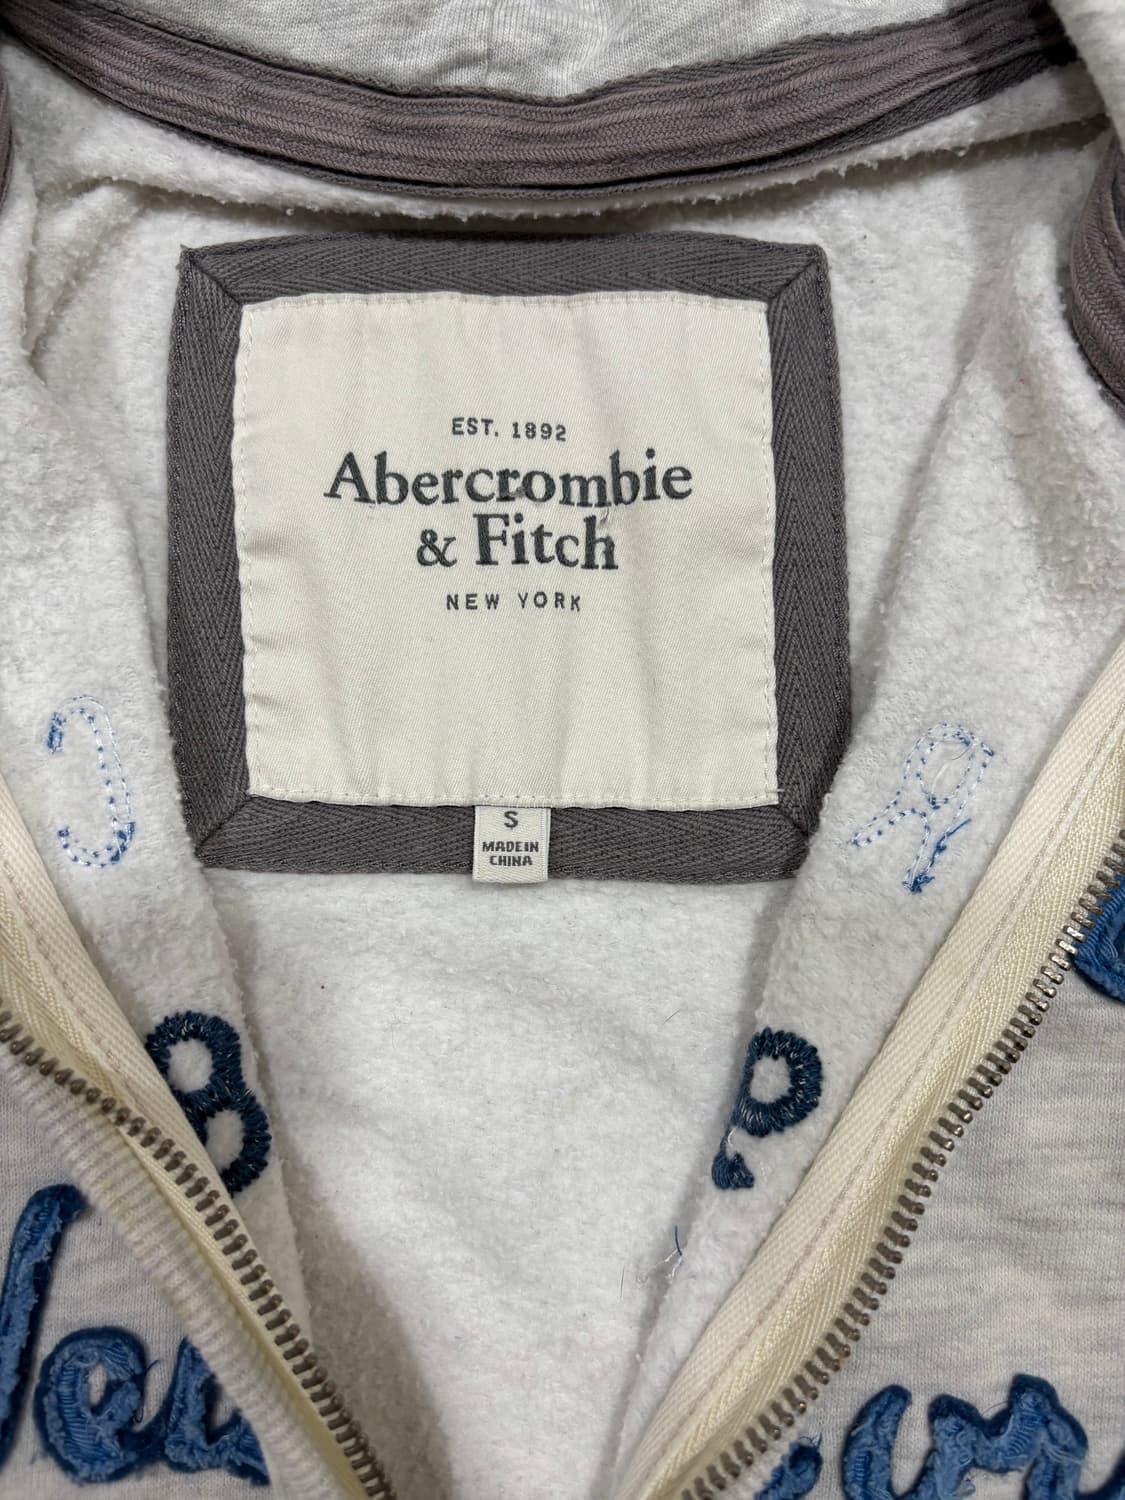 EST. 1892
Abercrombie
& Fitch
NEW YORK
S
MADE IN
CHINA